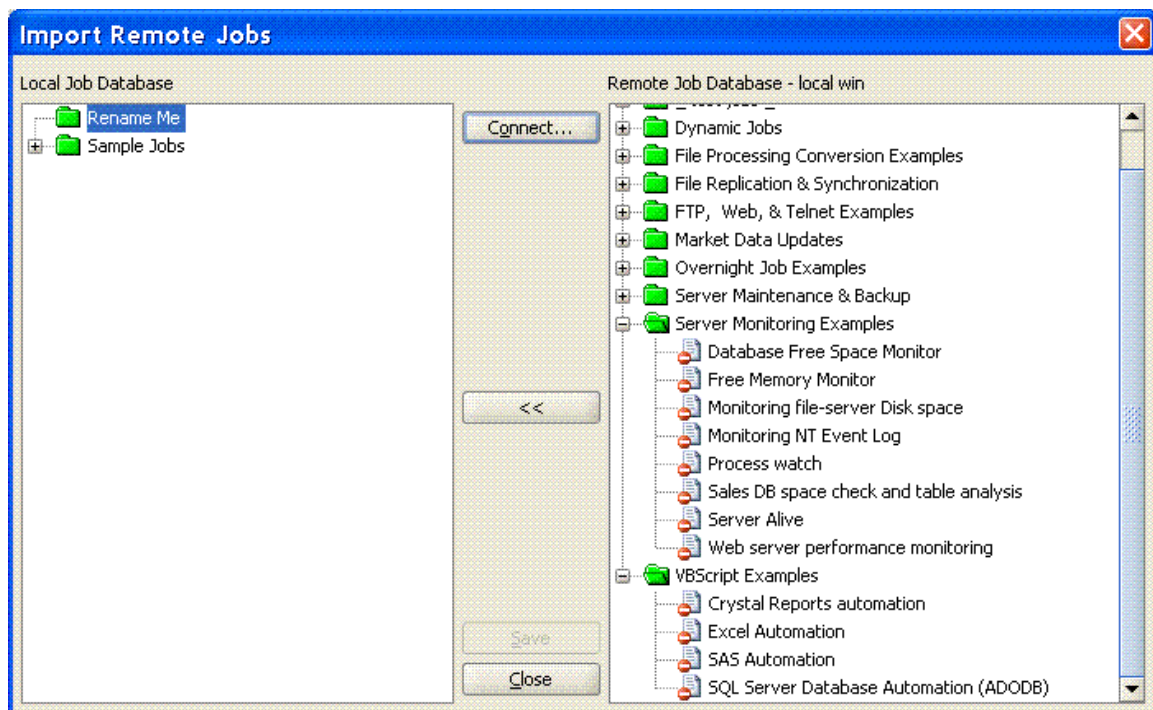 Import Remote Jobs
Local Job Database
Rename Me
Sample Jobs
Connect...
<<
Save
Close
Remote Job Database - local win
Dynamic Jobs
File Processing Conversion Examples
File Replication & Synchronization
FTP, Web, & Telnet Examples
Market Data Updates
Overnight Job Examples
Server Maintenance & Backup
Server Monitoring Examples
Database Free Space Monitor
Free Memory Monitor
Monitoring file-server Disk space
Monitoring NT Event Log
Process watch
Sales DB space check and table analysis
Server Alive
Web server performance monitoring
VBScript Examples
Crystal Reports automation
Excel Automation
SAS Automation
SQL Server Database Automation (ADODB)